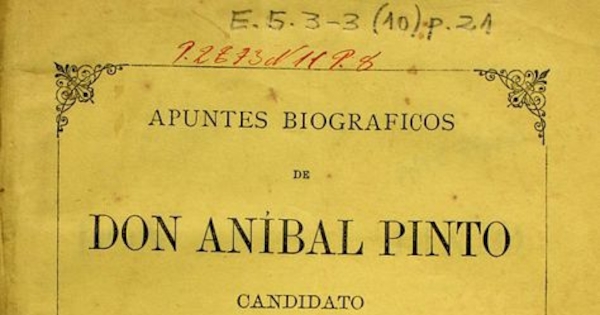 E.5.3-3 (10) p.21
APUNTES BIOGRAFICOS
DE
DON ANÍBAL PINTO
CANDIDATO